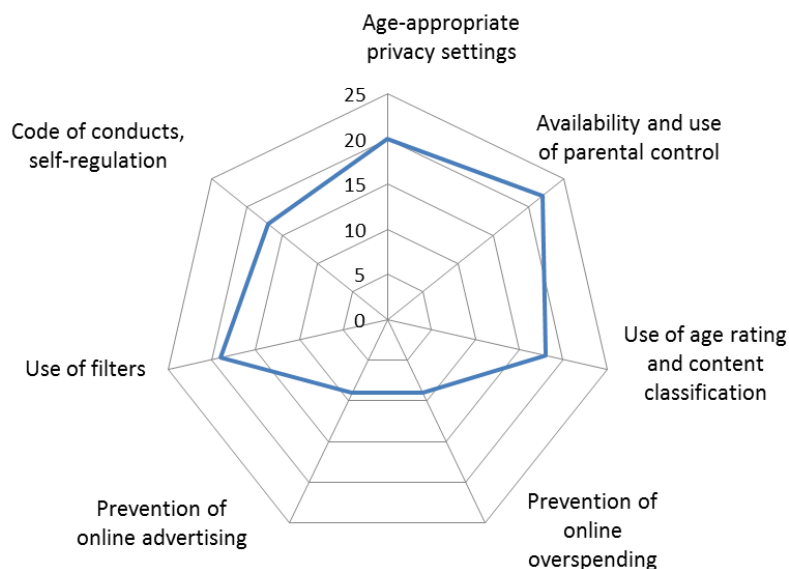 Age-appropriate
privacy settings
Availability and use
of parental control
Use of age rating
and content
classification
Prevention of
online
overspending
Prevention of
online advertising
Use of filters
Code of conducts,
self-regulation
25
20
15
10
5
0